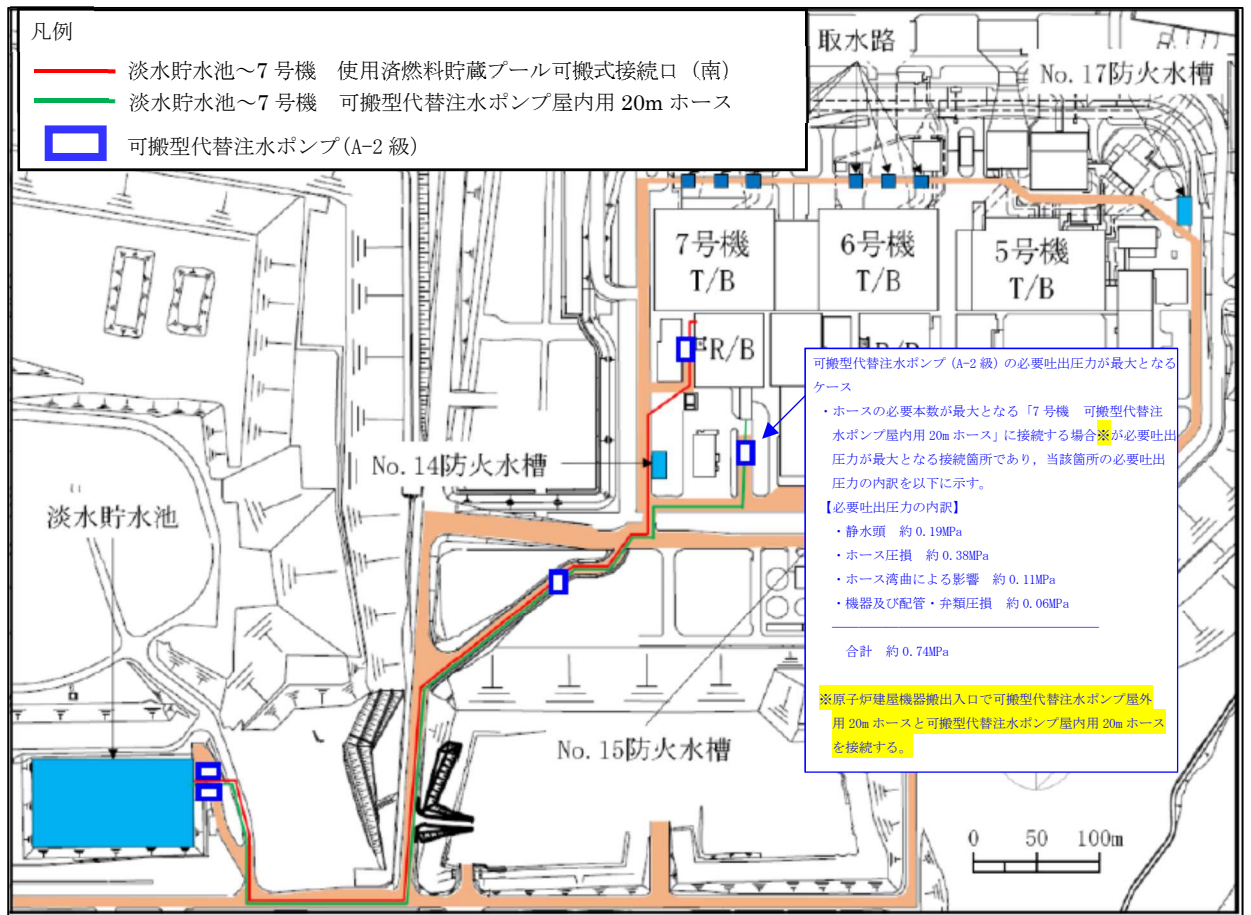 凡例
淡水貯水池～7 号機 使用済燃料貯蔵プール可搬式接続口（南）
淡水貯水池～7 号機 可搬型代替注水ポンプ屋内用 20m ホース
可搬型代替注水ポンプ(A-2 級)
取水路
No.17防火水槽
7号機
T/B
6号機
T/B
5号機
T/B
R/B
No.14防火水槽
淡水貯水池
No.15防火水槽
可搬型代替注水ポンプ（A-2 級）の必要吐出圧力が最大となる
ケース
・ホースの必要本数が最大となる「7 号機 可搬型代替注
水ポンプ屋内用 20m ホース」に接続する場合※が必要吐出
圧力が最大となる接続箇所であり，当該箇所の必要吐出
圧力の内訳を以下に示す。
【必要吐出圧力の内訳】
・静水頭 約 0.19MPa
・ホース圧損 約 0.38MPa
・ホース湾曲による影響 約 0.11MPa
・機器及び配管・弁類圧損 約 0.06MPa
合計 約 0.74MPa
※原子炉建屋機器搬出入口で可搬型代替注水ポンプ屋外
用 20m ホースと可搬型代替注水ポンプ屋内用 20m ホース
を接続する。
0 50 100m